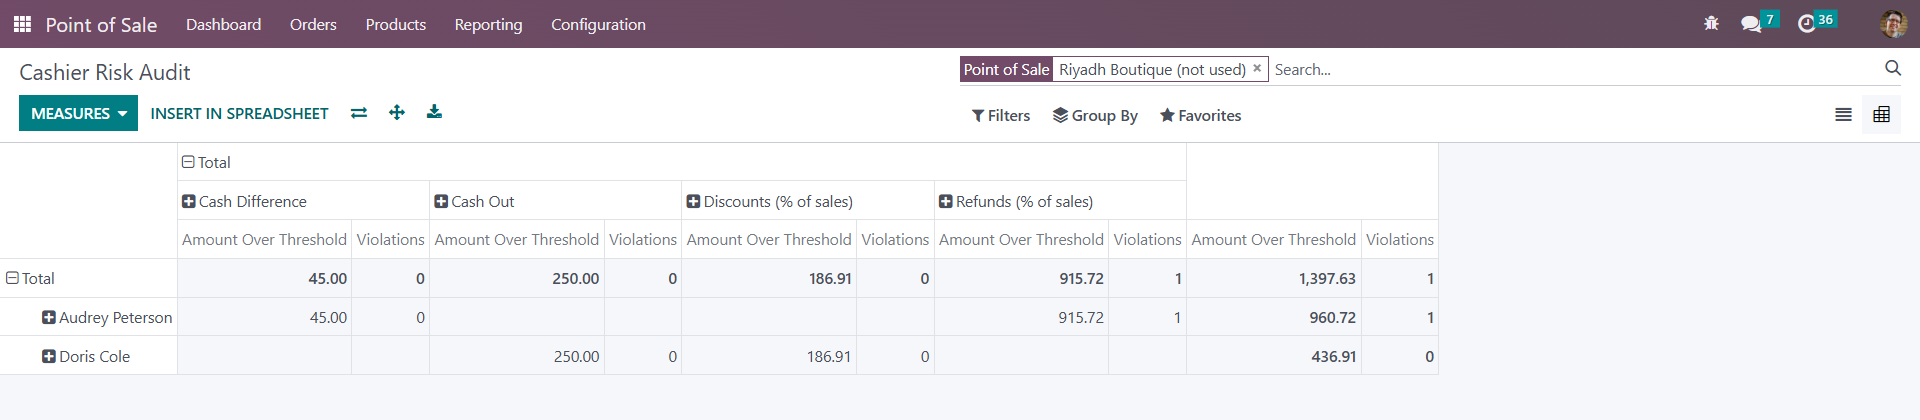 Point of Sale Dashboard Orders Products Reporting Configuration 7 36
Cashier Risk Audit
Point of Sale Riyadh Boutique (not used) × Search...
MEASURES INSERT IN SPREADSHEET
Filters Group By Favorites
Total
Cash Difference Cash Out Discounts (% of sales) Refunds (% of sales)
Amount Over Threshold Violations Amount Over Threshold Violations Amount Over Threshold Violations Amount Over Threshold Violations Amount Over Threshold Violations
Total 45.00 0 250.00 0 186.91 0 915.72 1 1,397.63 1
Audrey Peterson 45.00 0 915.72 1 960.72 1
Doris Cole 250.00 0 186.91 0 436.91 0